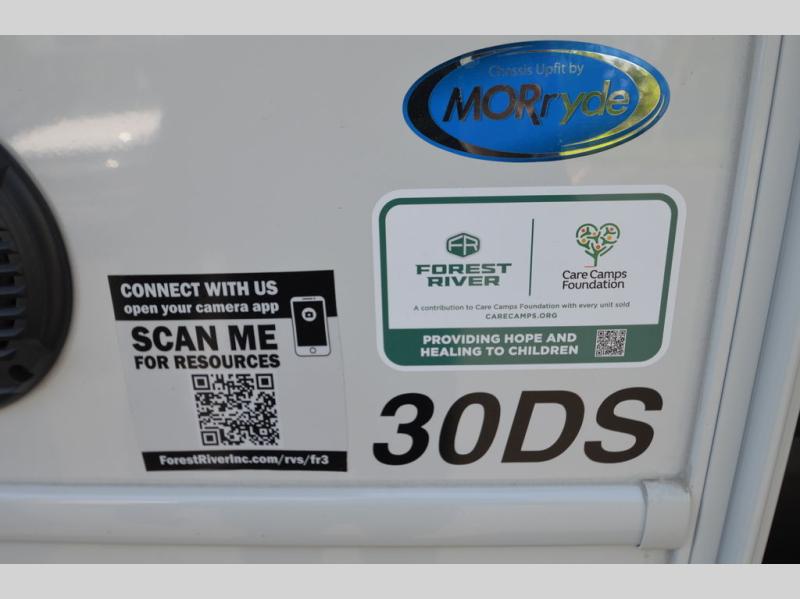 Chassis Upfit by
MORryde
FR
FOREST
RIVER
Care Camps
Foundation
A contribution to Care Camps Foundation with every unit sold
CARECAMPS.ORG
PROVIDING HOPE AND
HEALING TO CHILDREN
CONNECT WITH US
open your camera app
SCAN ME
FOR RESOURCES
ForestRiverInc.com/rvs/fr3
30DS